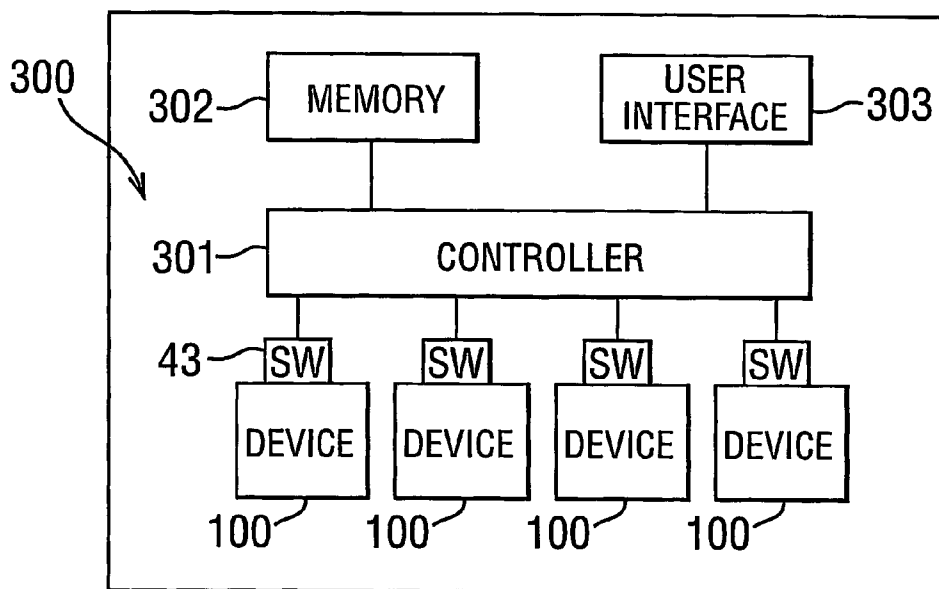 300
302
MEMORY
USER
INTERFACE
303
301
CONTROLLER
43
SW
SW
SW
SW
DEVICE
DEVICE
DEVICE
DEVICE
100
100
100
100